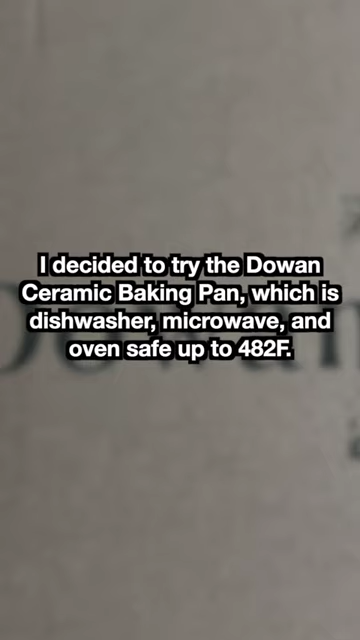 I decided to try the Dowan
Ceramic Baking Pan, which is
dishwasher, microwave, and
oven safe up to 482F.